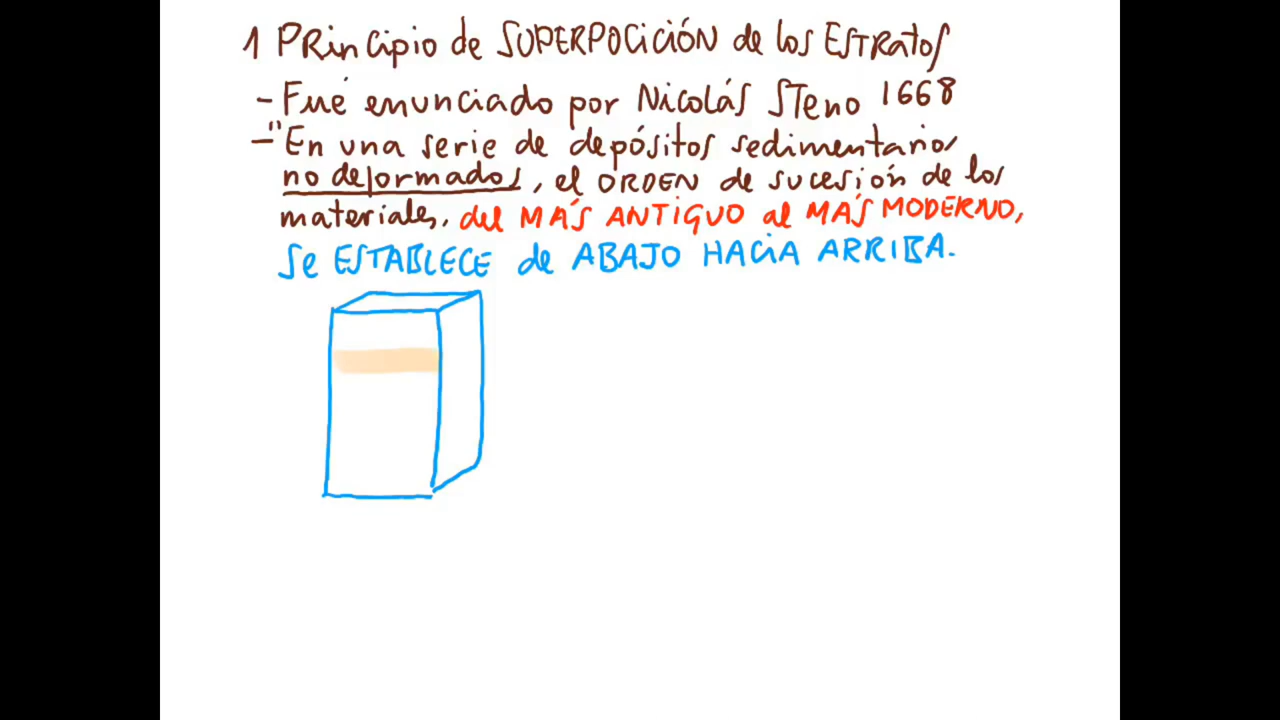 1 PRincipio de SUPERPOCICIÓN de los ESTRatos
- Fué enunciado por Nicolás STeno 1668
- "En una serie de depósitos sedimentarios
no deformados, el ORDEN de sucesión de los
materiales, del MÁS ANTIGUO al MÁS MODERNO,
Se ESTABLECE de ABAJO HACIA ARRIBA.